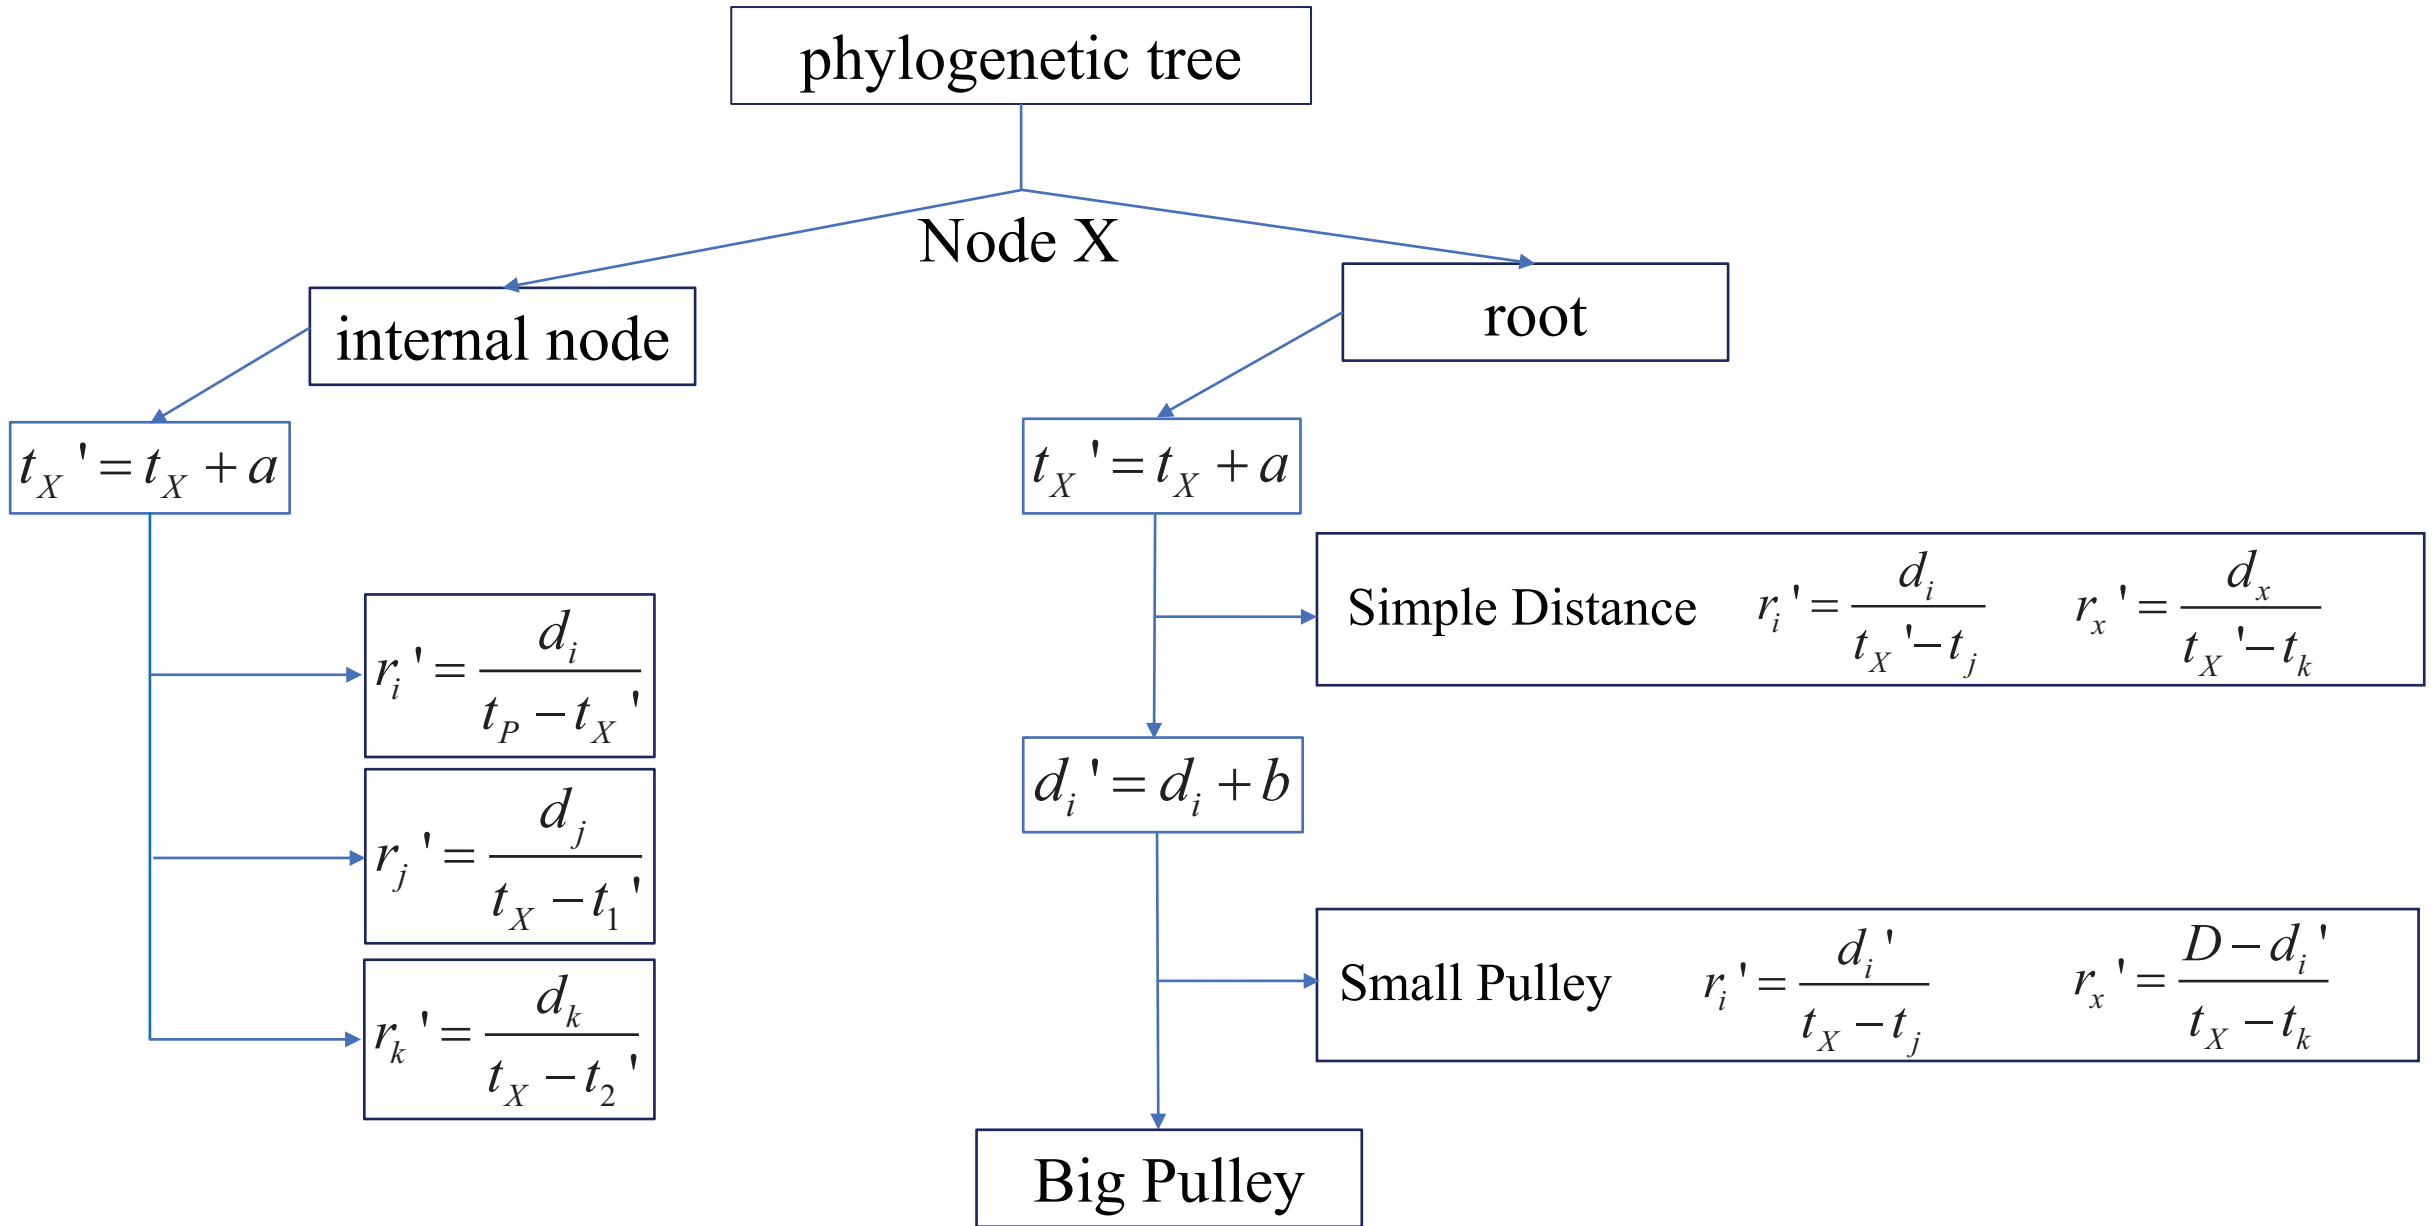 phylogenetic tree
Node X
internal node
root
t_X ' = t_X + a
t_X ' = t_X + a
Simple Distance r_i ' = d_i / (t_X '− t_j) r_x ' = d_x / (t_X '− t_k)
r_i ' = d_i / (t_P − t_X ')
d_i ' = d_i + b
r_j ' = d_j / (t_X − t_1 ')
Small Pulley r_i ' = d_i ' / (t_X − t_j) r_x ' = (D − d_i ') / (t_X − t_k)
r_k ' = d_k / (t_X − t_2 ')
Big Pulley